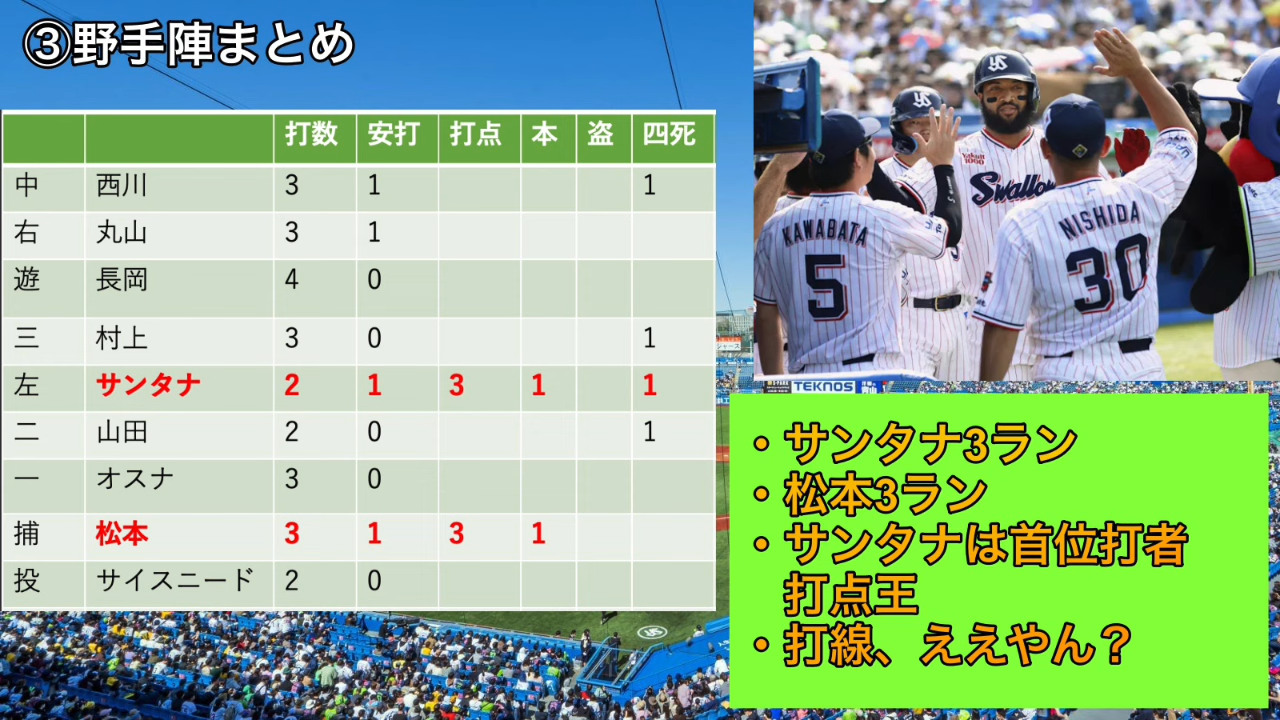 ③野手陣まとめ
打数 安打 打点 本 盗 四死
中 西川 3 1 1
右 丸山 3 1
遊 長岡 4 0
三 村上 3 0 1
左 サンタナ 2 1 3 1 1
二 山田 2 0 1
一 オスナ 3 0
捕 松本 3 1 3 1
投 サイスニード 2 0
Yakult
1000
Swallows
KAWABATA
5
NISHIDA
30
TEKNOS
・サンタナ3ラン
・松本3ラン
・サンタナは首位打者
打点王
・打線、ええやん？